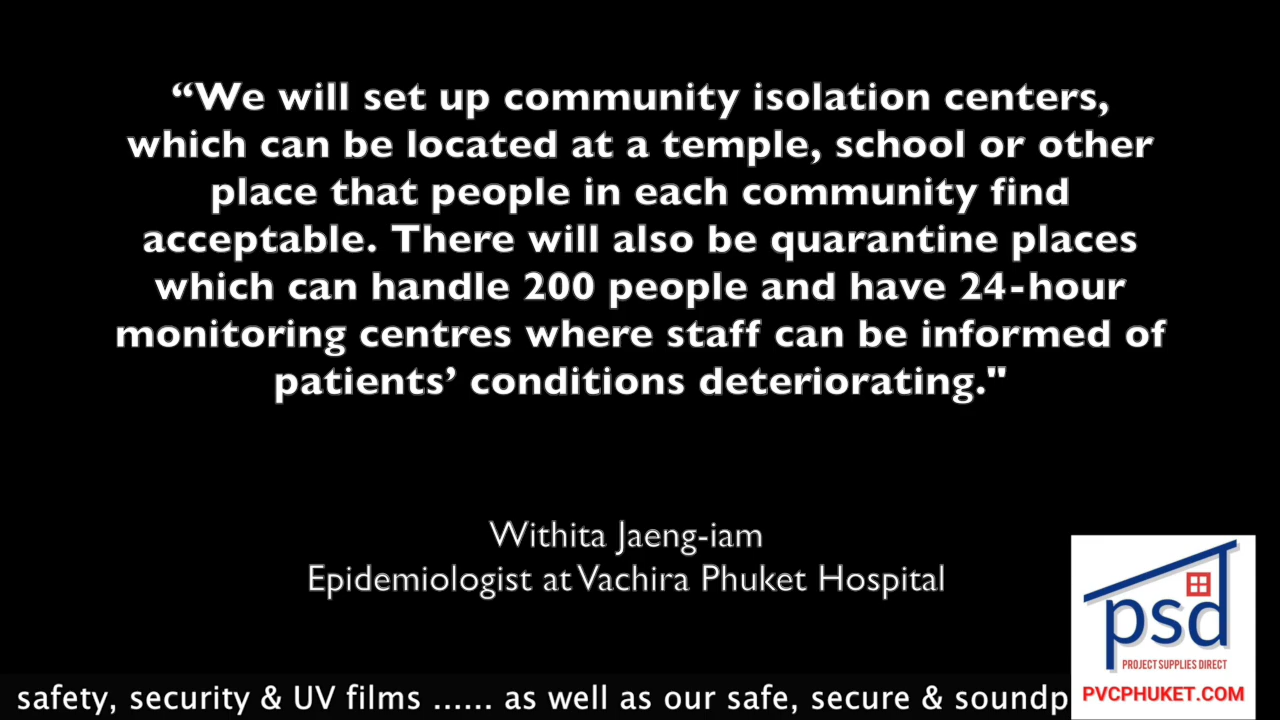 “We will set up community isolation centers,
which can be located at a temple, school or other
place that people in each community find
acceptable. There will also be quarantine places
which can handle 200 people and have 24-hour
monitoring centres where staff can be informed of
patients’ conditions deteriorating."
Withita Jaeng-iam
Epidemiologist at Vachira Phuket Hospital
psd
PROJECT SUPPLIES DIRECT
PVCPHUKET.COM
safety, security & UV films ...... as well as our safe, secure & soundp